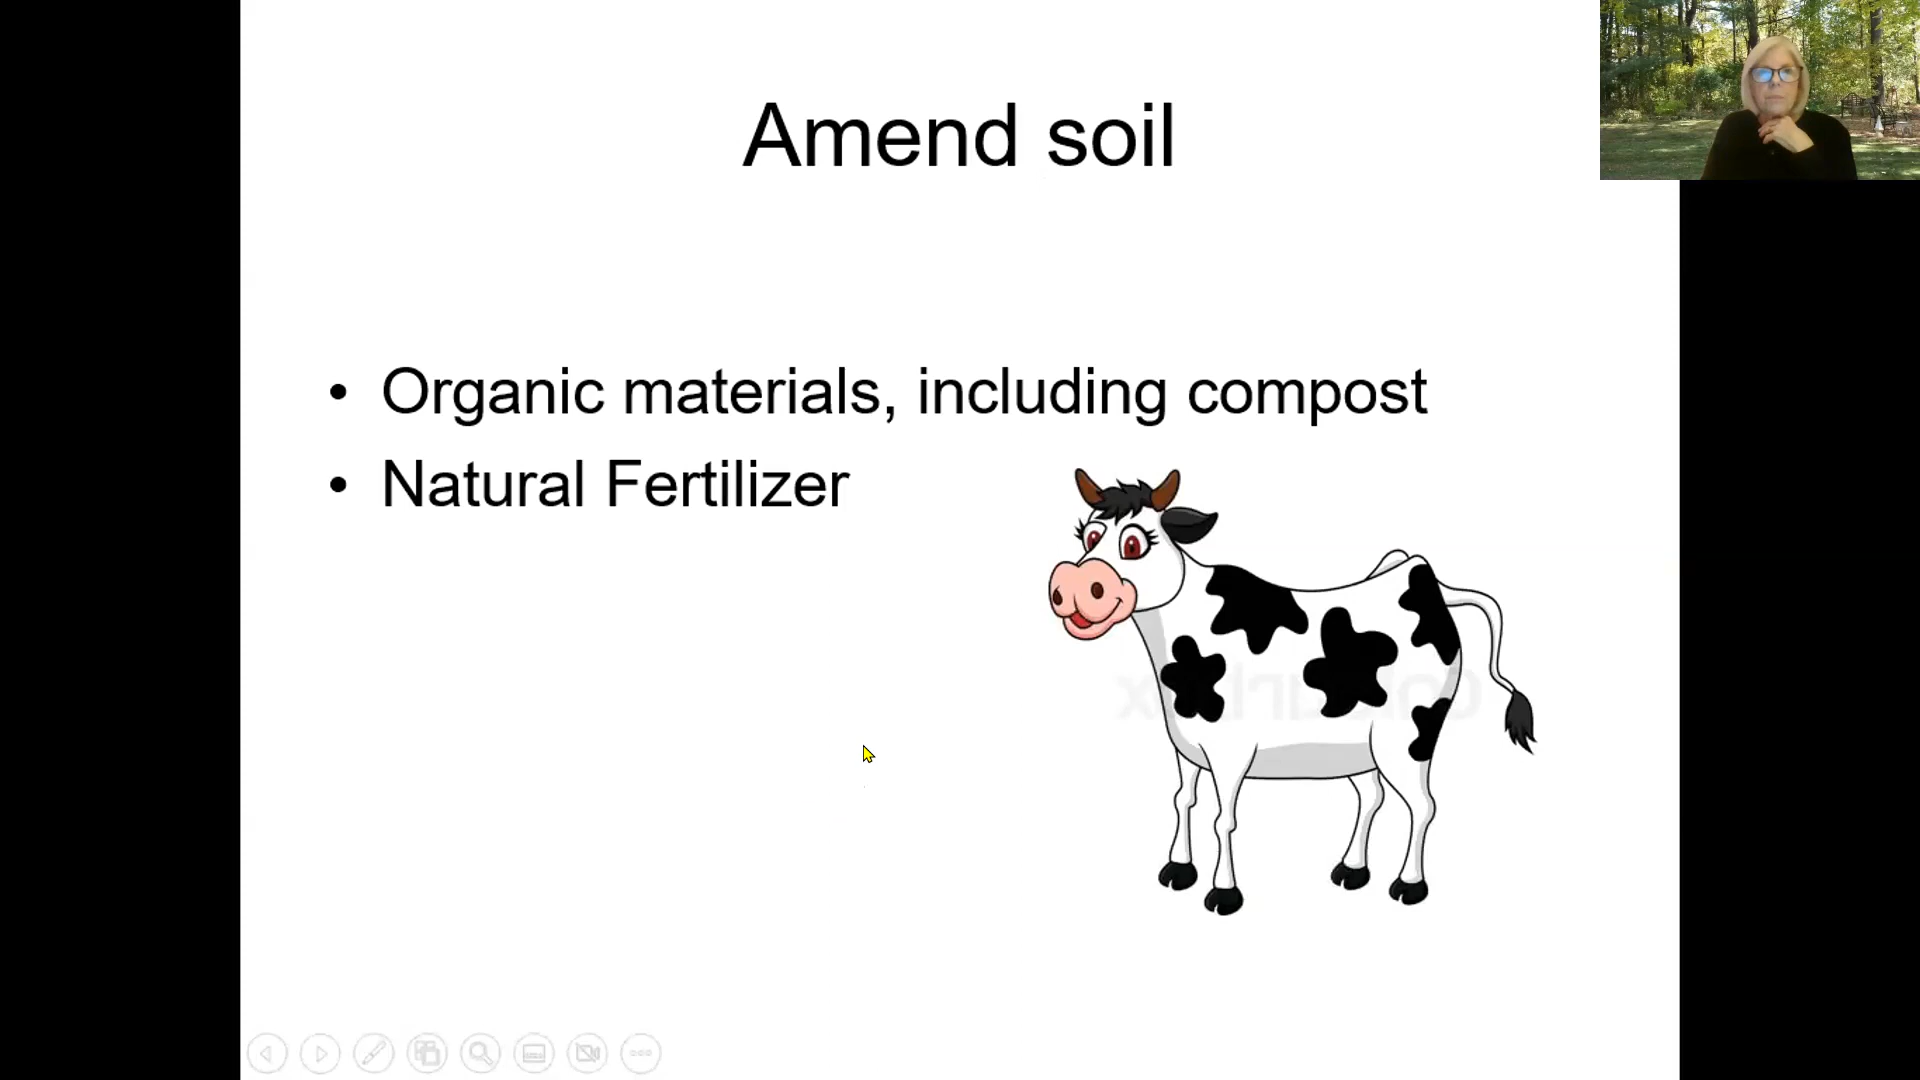 Amend soil
• Organic materials, including compost
• Natural Fertilizer